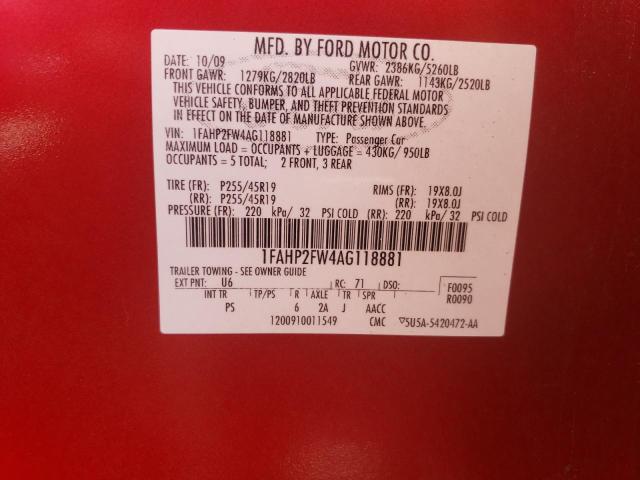 MFD. BY FORD MOTOR CO.
DATE: 10/09 GVWR: 2386KG/5260LB
FRONT GAWR: 1279KG/2820LB REAR GAWR: 1143KG/2520LB
THIS VEHICLE CONFORMS TO ALL APPLICABLE FEDERAL MOTOR
VEHICLE SAFETY, BUMPER, AND THEFT PREVENTION STANDARDS
IN EFFECT ON THE DATE OF MANUFACTURE SHOWN ABOVE.
VIN: 1FAHP2FW4AG118881 TYPE: Passenger Car
MAXIMUM LOAD = OCCUPANTS + LUGGAGE = 430KG/950LB
OCCUPANTS = 5 TOTAL; 2 FRONT, 3 REAR
TIRE (FR): P255/45R19 RIMS (FR): 19X8.0J
(RR): P255/45R19 (RR): 19X8.0J
PRESSURE (FR): 220 kPa/ 32 PSI COLD (RR): 220 kPa/ 32 PSI COLD
1FAHP2FW4AG118881
TRAILER TOWING - SEE OWNER GUIDE
EXT PNT: U6 RC: 71 DSO: F0095
INT TR TP/PS R AXLE TR SPR R0090
PS 6 2A J AACC
1200910011549 CMC ▽5U5A-5420472-AA